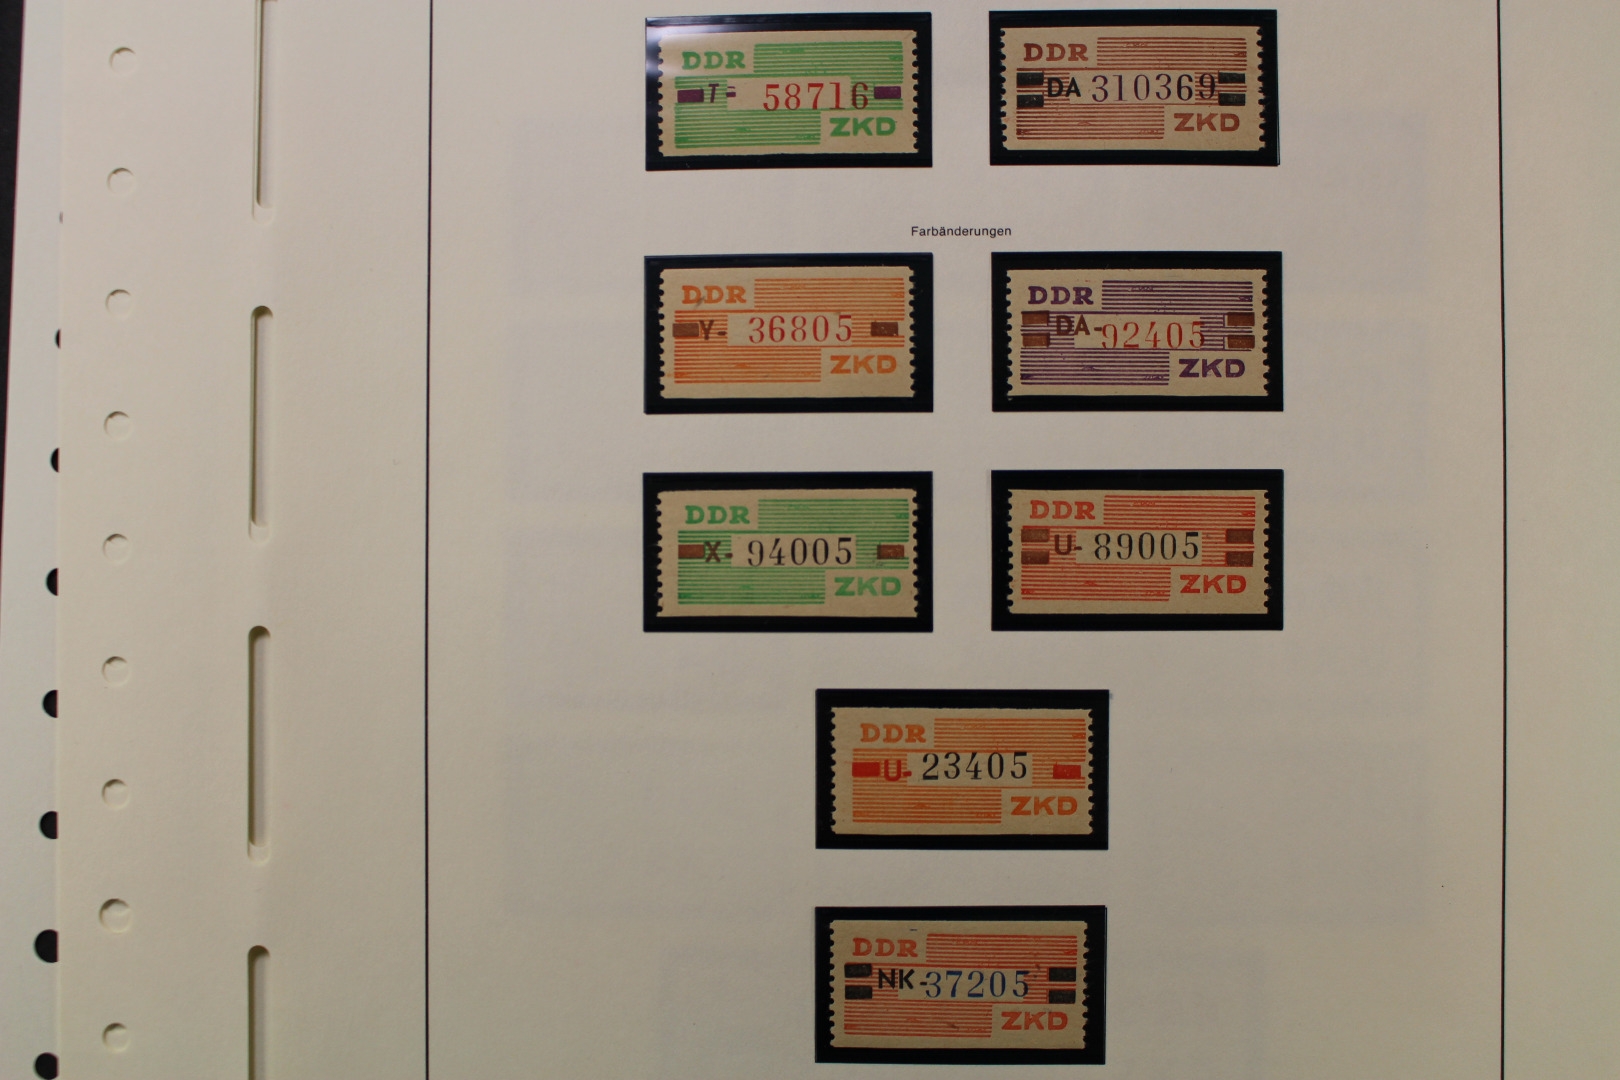 DDR
T- 58716
ZKD
DDR
DA 310369
ZKD
Farbänderungen
DDR
Y- 36805
ZKD
DDR
DA-92405
ZKD
DDR
X- 94005
ZKD
DDR
U- 89005
ZKD
DDR
U- 23405
ZKD
DDR
NK-37205
ZKD